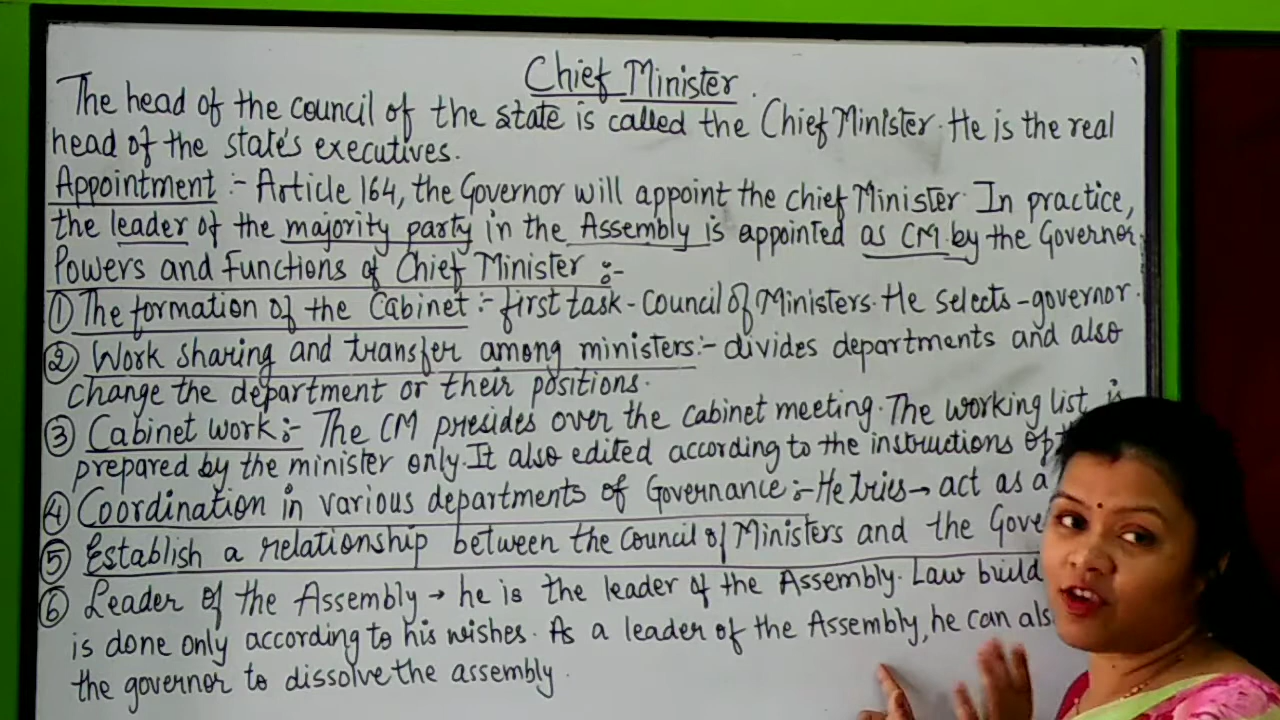 Chief Minister.
The head of the council of the state is called the Chief Minister. He is the real
head of the state's executives.
Appointment :- Article 164, the Governor will appoint the chief Minister. In practice,
the leader of the majority party in the Assembly is appointed as CM by the Governor.
Powers and Functions of Chief Minister :-
① The formation of the Cabinet :- first task - Council of Ministers. He selects - governor.
② Work sharing and transfer among ministers :- divides departments and also
change the department or their positions.
③ Cabinet work :- The CM presides over the cabinet meeting. The working list is
prepared by the minister only. It also edited according to the instructions of
④ Coordination in various departments of Governance :- He tries → act as a
⑤ Establish a relationship between the Council of Ministers and the Gove
⑥ Leader of the Assembly → he is the leader of the Assembly. Law build
is done only according to his wishes. As a leader of the Assembly, he can als
the governor to dissolve the assembly.